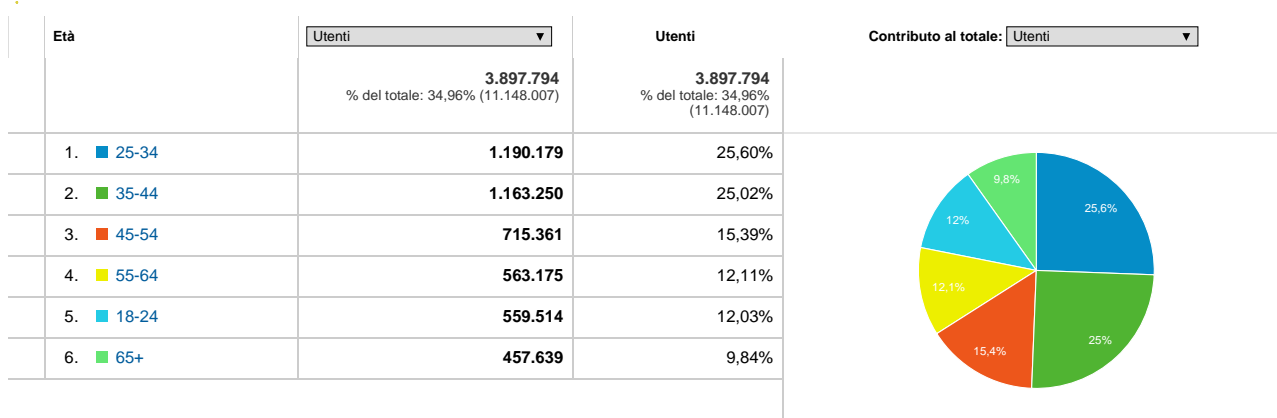 Età Utenti ▼ Utenti Contributo al totale: Utenti ▼
3.897.794 3.897.794
% del totale: 34,96% (11.148.007) % del totale: 34,96%
(11.148.007)
1. 25-34 1.190.179 25,60%
2. 35-44 1.163.250 25,02%
3. 45-54 715.361 15,39%
4. 55-64 563.175 12,11%
5. 18-24 559.514 12,03%
6. 65+ 457.639 9,84%
9,8%
25,6%
12%
12,1%
25%
15,4%